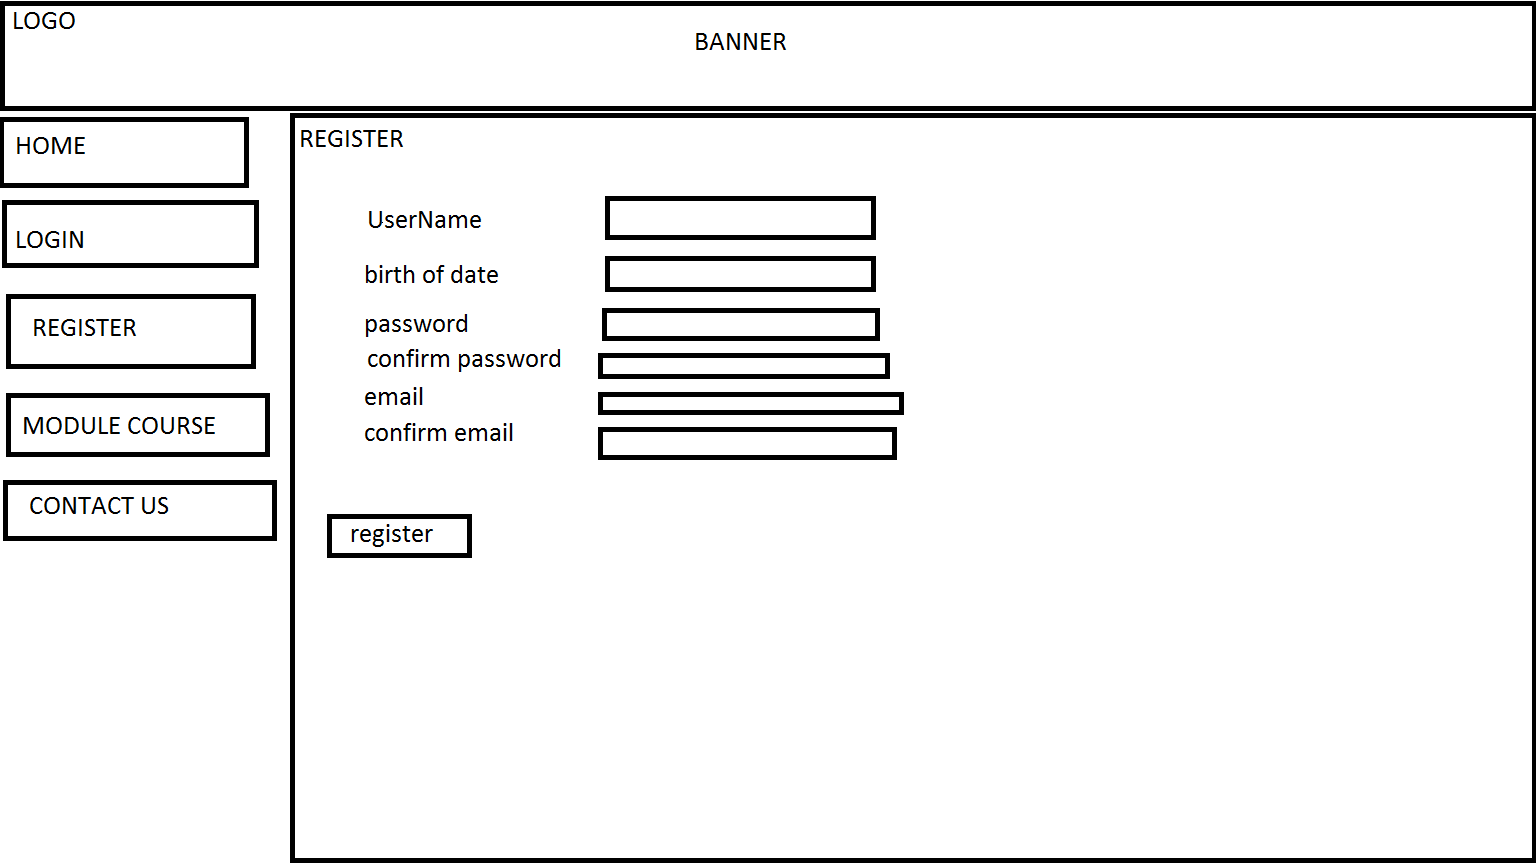 LOGO
BANNER
HOME
LOGIN
REGISTER
MODULE COURSE
CONTACT US
REGISTER
UserName
birth of date
password
confirm password
email
confirm email
register